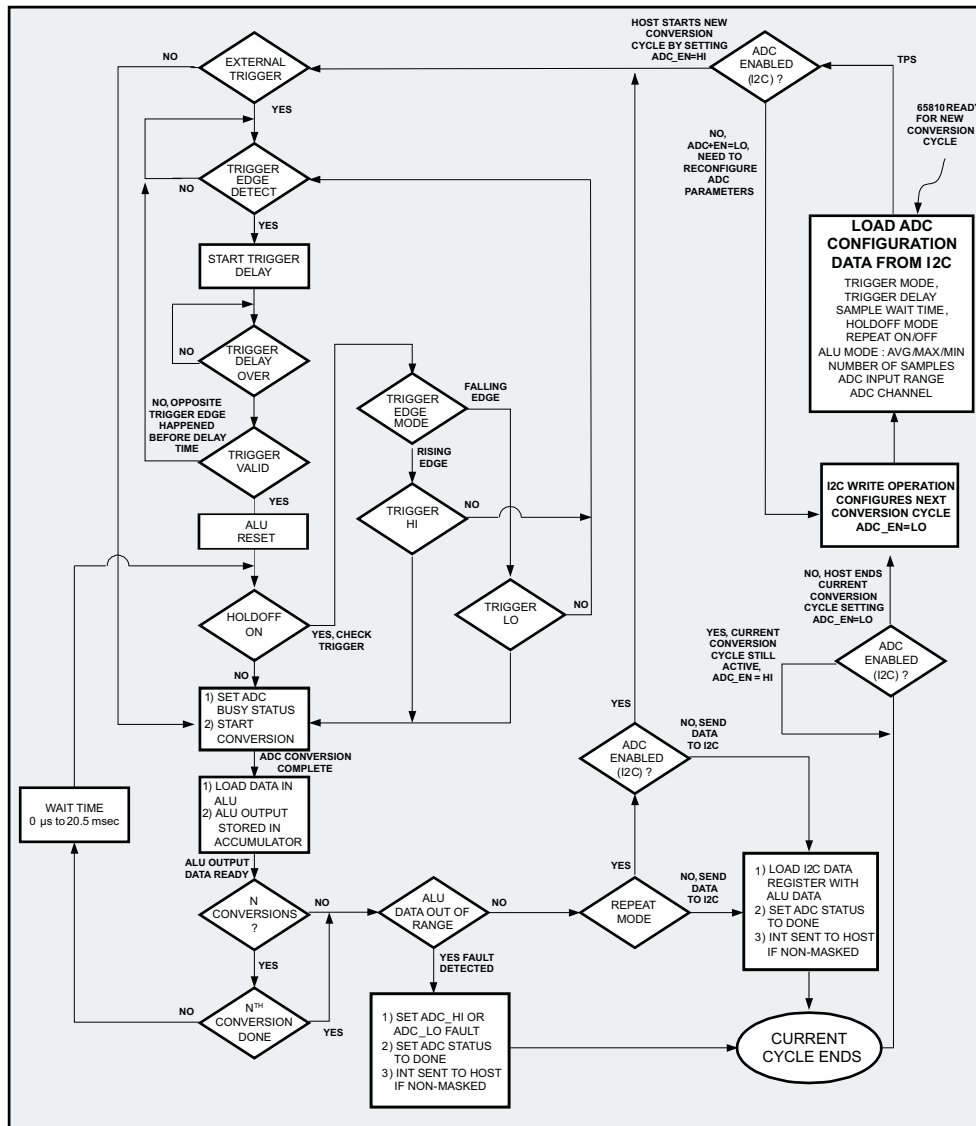 HOST STARTS NEW
CONVERSION
CYCLE BY SETTING
ADC_EN=HI
NO
EXTERNAL
TRIGGER
YES
ADC
ENABLED
(I2C) ?
TPS
65810 READY
FOR NEW
CONVERSION
CYCLE
NO,
ADC+EN=LO,
NEED TO
RECONFIGURE
ADC
PARAMETERS
TRIGGER
EDGE
DETECT
NO
YES
START TRIGGER
DELAY
LOAD ADC
CONFIGURATION
DATA FROM I2C
TRIGGER MODE,
TRIGGER DELAY
SAMPLE WAIT TIME,
HOLDOFF MODE
REPEAT ON/OFF
ALU MODE : AVG/MAX/MIN
NUMBER OF SAMPLES
ADC INPUT RANGE
ADC CHANNEL
NO
TRIGGER
DELAY
OVER
NO, OPPOSITE
TRIGGER EDGE
HAPPENED
BEFORE DELAY
TIME
TRIGGER
EDGE
MODE
FALLING
EDGE
RISING
EDGE
TRIGGER
VALID
YES
TRIGGER
HI
NO
I2C WRITE OPERATION
CONFIGURES NEXT
CONVERSION CYCLE
ADC_EN=LO
ALU
RESET
NO, HOST ENDS
CURRENT
CONVERSION
CYCLE SETTING
ADC_EN=LO
HOLDOFF
ON
YES, CHECK
TRIGGER
TRIGGER
LO
NO
YES, CURRENT
CONVERSION
CYCLE STILL
ACTIVE,
ADC_EN = HI
ADC
ENABLED
(I2C) ?
NO
1) SET ADC
BUSY STATUS
2) START
CONVERSION
YES
NO, SEND
DATA
TO I2C
ADC
ENABLED
(I2C) ?
ADC CONVERSION
COMPLETE
WAIT TIME
0 µs to 20.5 msec
1) LOAD DATA IN
ALU
2) ALU OUTPUT
STORED IN
ACCUMULATOR
ALU OUTPUT
DATA READY
N
CONVERSIONS
?
NO
YES
ALU
DATA OUT OF
RANGE
NO
YES
REPEAT
MODE
NO, SEND
DATA
TO I2C
1) LOAD I2C DATA
REGISTER WITH
ALU DATA
2) SET ADC STATUS
TO DONE
3) INT SENT TO HOST
IF NON-MASKED
YES FAULT
DETECTED
NO
NTH
CONVERSION
DONE
YES
1) SET ADC_HI OR
ADC_LO FAULT
2) SET ADC STATUS
TO DONE
3) INT SENT TO HOST
IF NON-MASKED
CURRENT
CYCLE ENDS